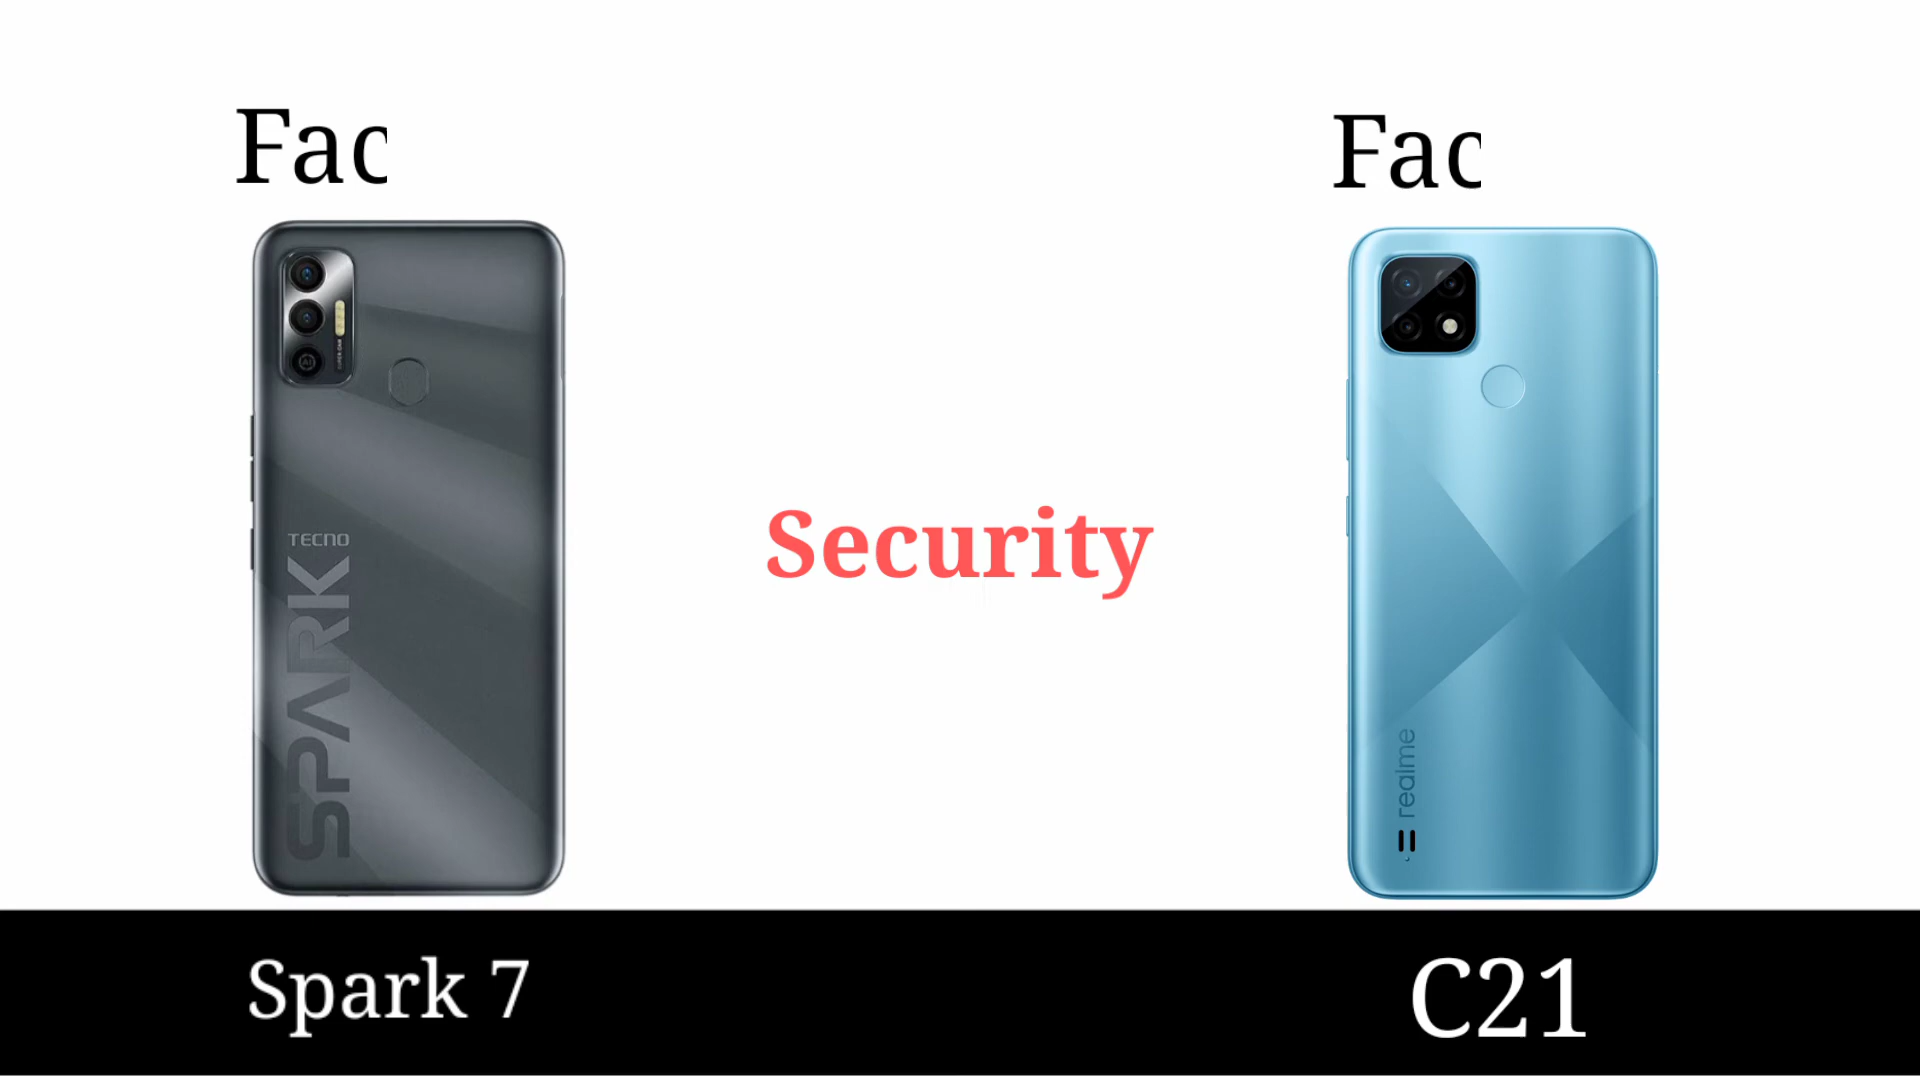 Fac
Fac
TECNO
SPARK
Security
realme
Spark 7
C21